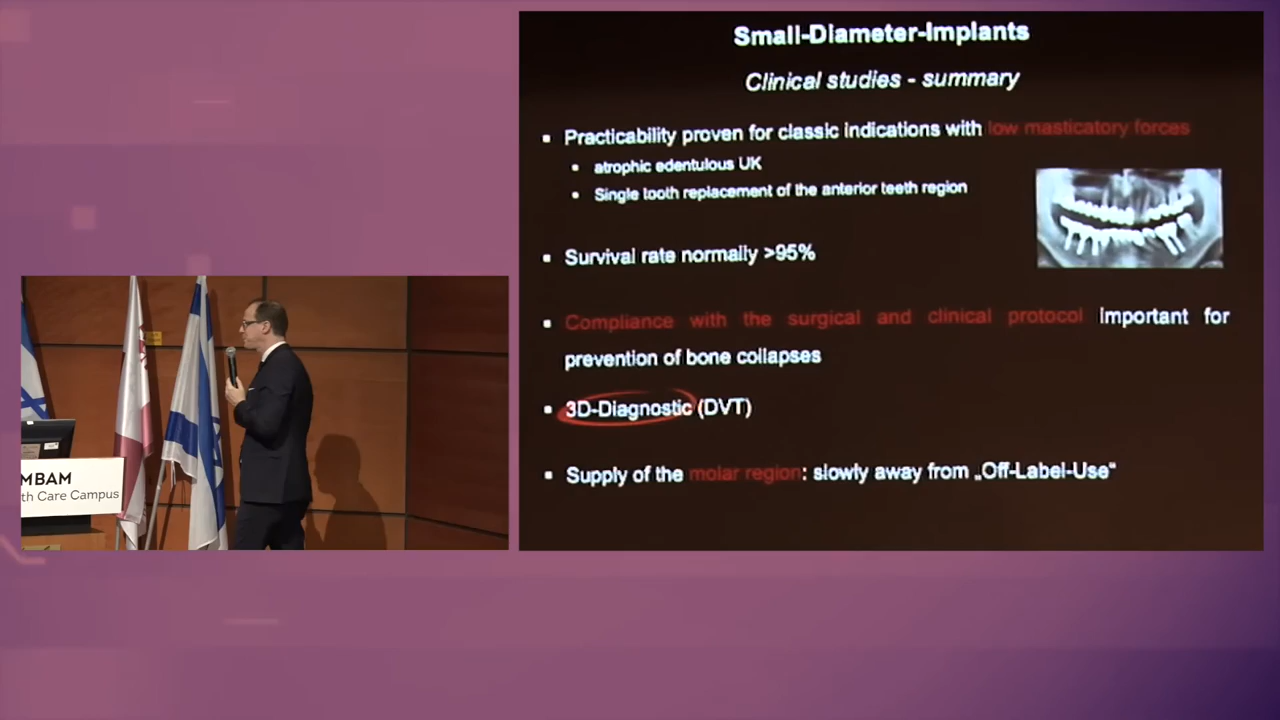 Small-Diameter-Implants
Clinical studies - summary
▪ Practicability proven for classic indications with low masticatory forces
▪ atrophic edentulous UK
▪ Single tooth replacement of the anterior teeth region
▪ Survival rate normally >95%
▪ Compliance with the surgical and clinical protocol important for
prevention of bone collapses
▪ 3D-Diagnostic (DVT)
▪ Supply of the molar region: slowly away from „Off-Label-Use“
MBAM
th Care Campus